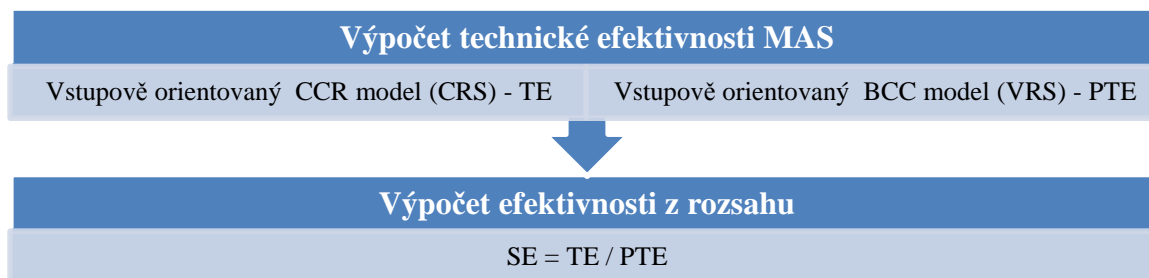 Výpočet technické efektivnosti MAS
Vstupově orientovaný CCR model (CRS) - TE
Vstupově orientovaný BCC model (VRS) - PTE
Výpočet efektivnosti z rozsahu
SE = TE / PTE